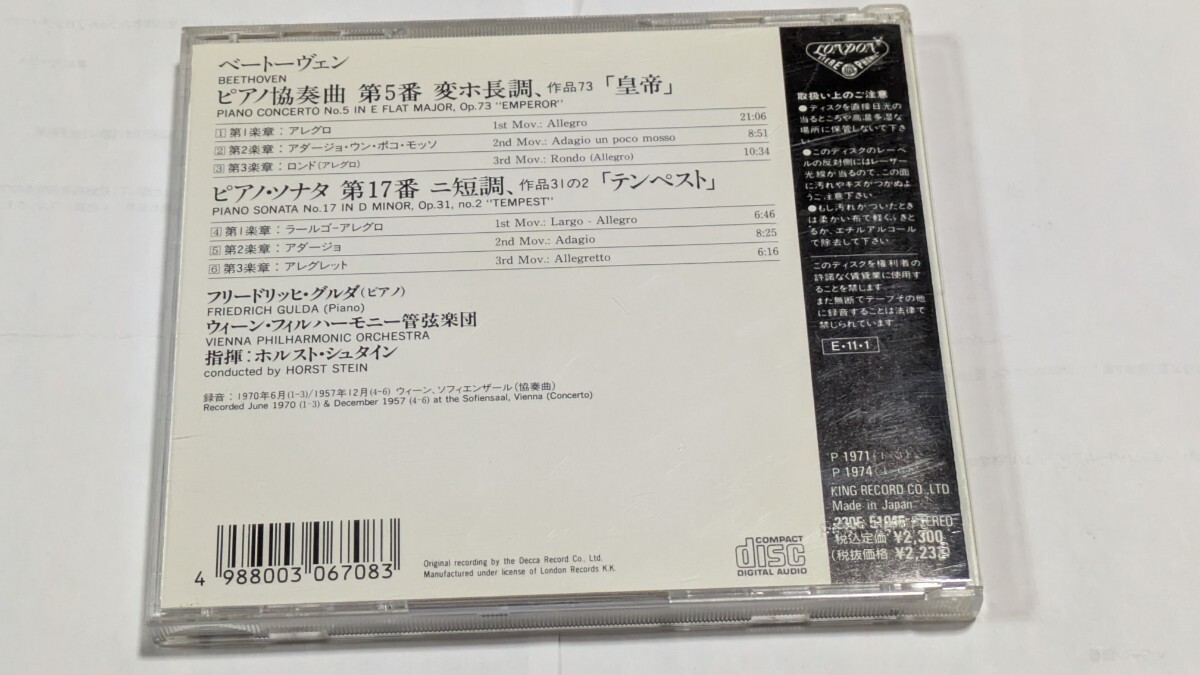 ベートーヴェン
BEETHOVEN
ピアノ協奏曲 第5番 変ホ長調、作品73「皇帝」
PIANO CONCERTO No.5 IN E FLAT MAJOR, Op.73 "EMPEROR"
1 第1楽章：アレグロ 1st Mov.: Allegro 21:06
2 第2楽章：アダージョ・ウン・ポコ・モッソ 2nd Mov.: Adagio un poco mosso 8:51
3 第3楽章：ロンド(アレグロ) 3rd Mov.: Rondo (Allegro) 10:34
ピアノ・ソナタ 第17番 ニ短調、作品31の2「テンペスト」
PIANO SONATA No.17 IN D MINOR, Op.31, no.2 "TEMPEST"
4 第1楽章：ラールゴ-アレグロ 1st Mov.: Largo - Allegro 6:46
5 第2楽章：アダージョ 2nd Mov.: Adagio 8:25
6 第3楽章：アレグレット 3rd Mov.: Allegretto 6:16
フリードリッヒ・グルダ(ピアノ)
FRIEDRICH GULDA (Piano)
ウィーン・フィルハーモニー管弦楽団
VIENNA PHILHARMONIC ORCHESTRA
指揮：ホルスト・シュタイン
conducted by HORST STEIN
録音：1970年6月(1-3)/1957年12月(4-6) ウィーン、ソフィエンザール(協奏曲)
Recorded June 1970 (1-3) & December 1957 (4-6) at the Sofiensaal, Vienna (Concerto)
4 988003 067083
Original recording by the Decca Record Co., Ltd.
Manufactured under license of London Records K.K.
COMPACT
disc
DIGITAL AUDIO
LONDON
取扱い上のご注意
●ディスクを直接日光の
当るところや高温多湿な
場所に保管しないで下さ
い。
●このディスクのレーベ
ルの反対側にはレーザー
光線が当るので、この面
に汚れやキズがつかぬよ
うご注意下さい。
●もし汚れがついたとき
は柔かい布で軽くふきと
るか、エチルアルコール
で除去して下さい。
このディスクを権利者の
許諾なく賃貸業に使用す
ることを禁じます。
また無断でテープその他
に録音することは法律で
禁じられています。
E・11・1
P 1971
P 1974
KING RECORD CO., LTD.
Made in Japan
STEREO
税込定価 ¥2,300
(税抜価格 ¥2,233)